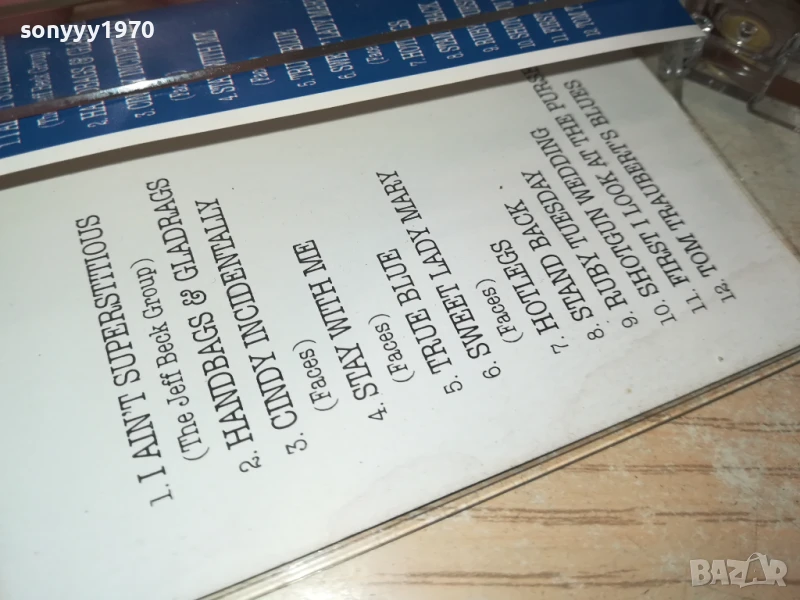 sonyyy1970
1. I AIN'T SUPERSTITIOUS
(The Jeff Beck Group)
2. HANDBAGS & GLADRAGS
3. CINDY INCIDENTALLY
(Faces)
4. STAY WITH ME
(Faces)
5. TRUE BLUE
(Faces)
6. SWEET LADY MARY
(Faces)
7. HOTLEGS
8. STAND BACK
9. RUBY TUESDAY
10. SHOTGUN WEDDING
11. FIRST I LOOK AT THE PURSE
12. TOM TRAUBERT'S BLUES
BAZAR